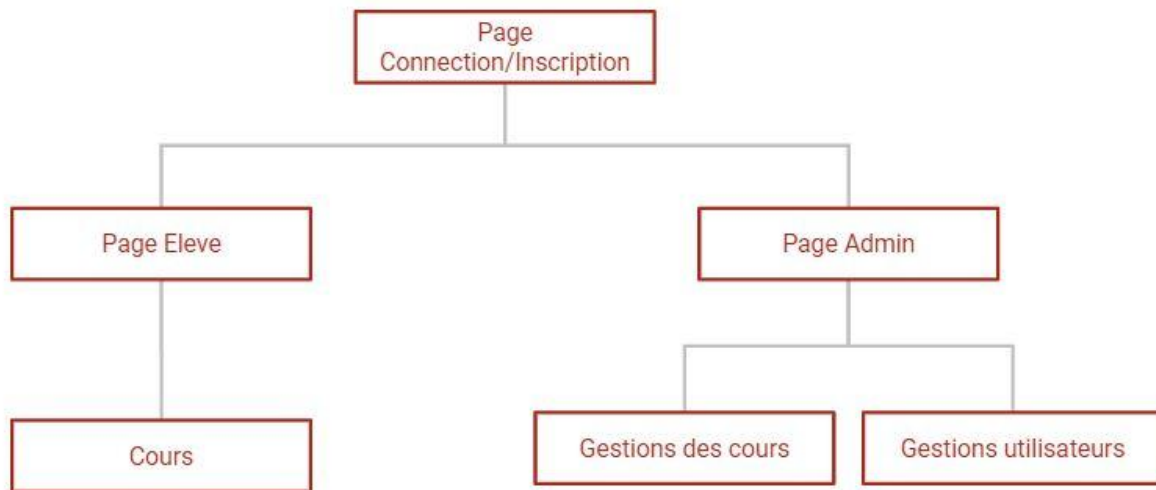 Page
Connection/Inscription
Page Eleve
Page Admin
Cours
Gestions des cours
Gestions utilisateurs